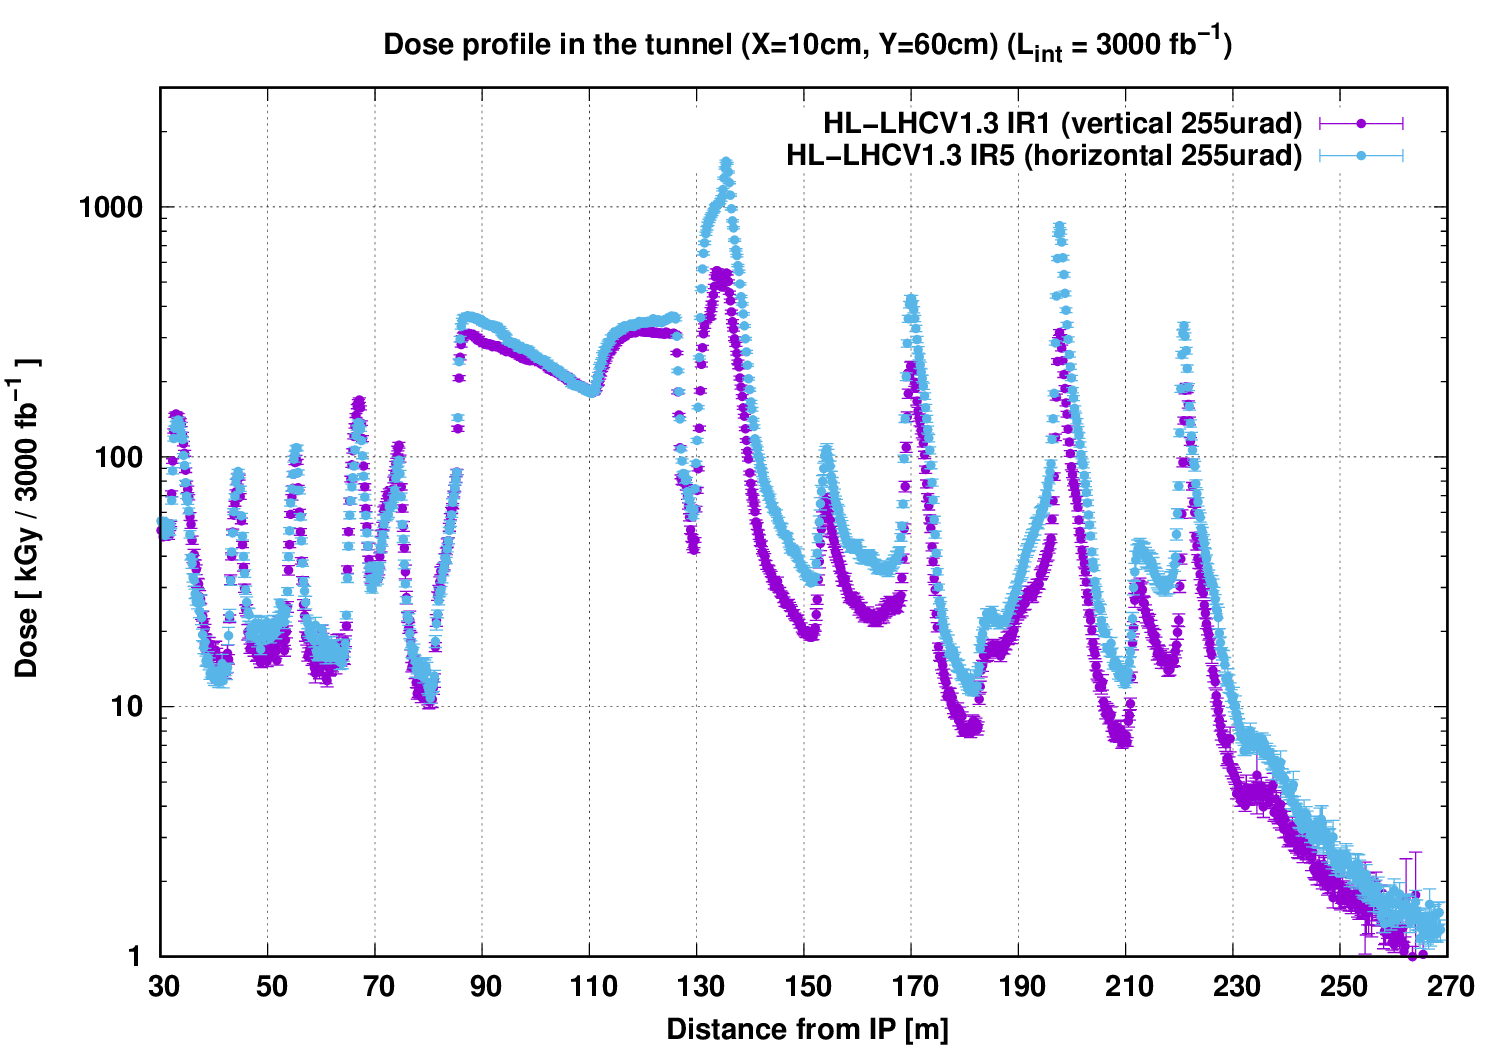 Dose profile in the tunnel (X=10cm, Y=60cm) (Lint = 3000 fb−1)
HL−LHCV1.3 IR1 (vertical 255urad)
HL−LHCV1.3 IR5 (horizontal 255urad)
Dose [ kGy / 3000 fb−1 ]
1000
100
10
1
30 50 70 90 110 130 150 170 190 210 230 250 270
Distance from IP [m]